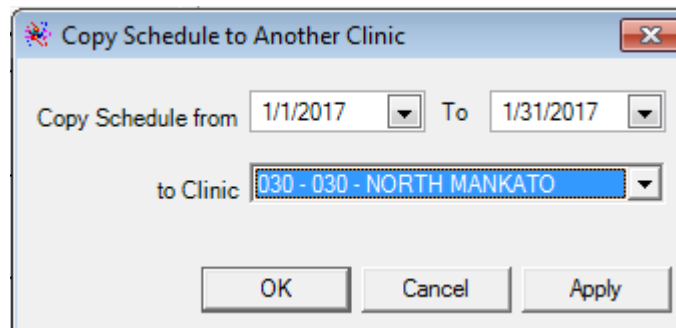 Copy Schedule to Another Clinic
Copy Schedule from 1/1/2017 To 1/31/2017
to Clinic 030 - 030 - NORTH MANKATO
OK Cancel Apply